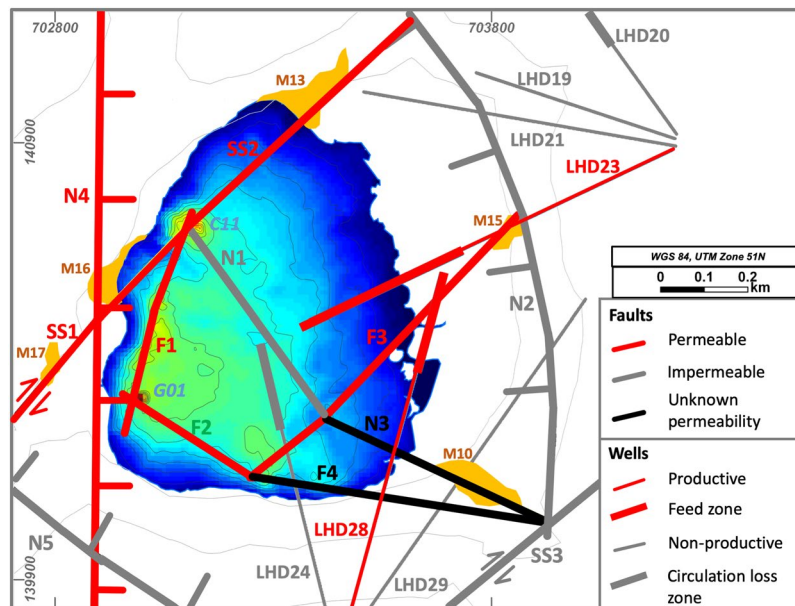 702800
703800
LHD20
LHD19
M13
LHD21
140900
SS2
LHD23
N4
C11
M15
N1
M16
WGS 84, UTM Zone 51N
0 0.1 0.2
km
N2
SS1
F3
F1
M17
Faults
Permeable
Impermeable
Unknown
permeability
G01
F2
N3
F4
M10
Wells
Productive
Feed zone
Non-productive
Circulation loss
zone
LHD28
N5
SS3
LHD24
LHD29
139900